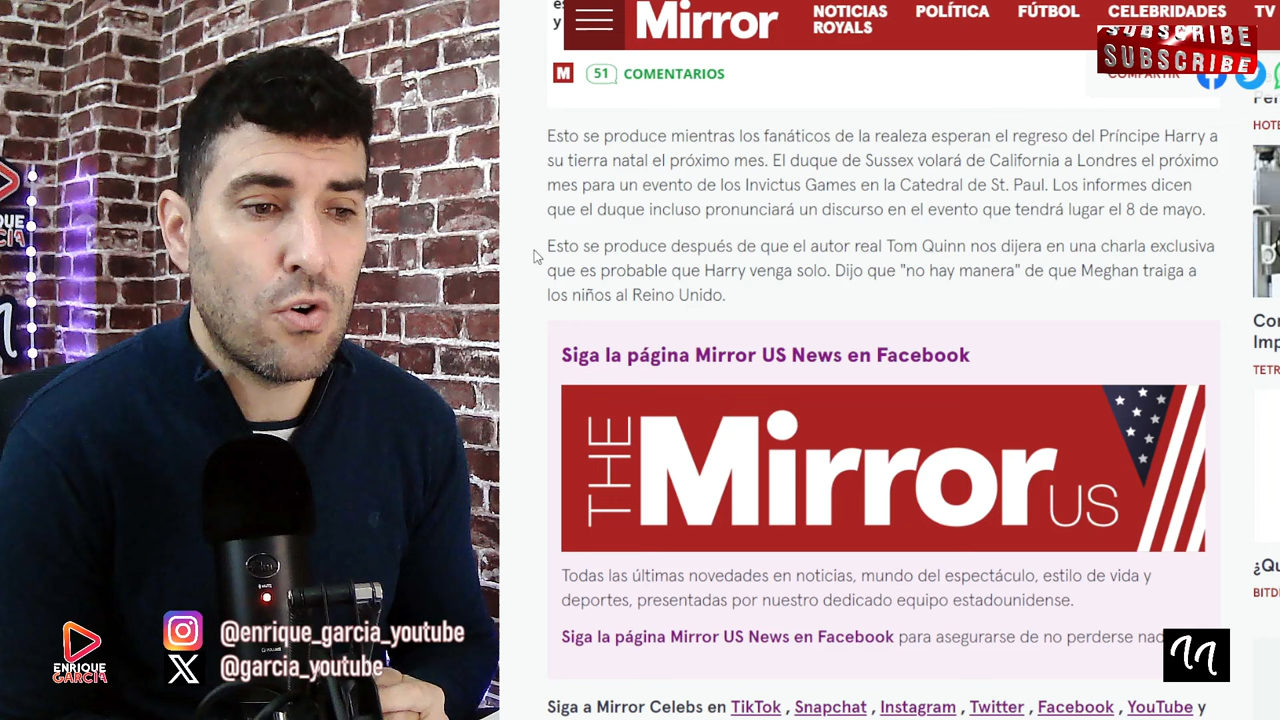 Mirror
NOTICIAS
ROYALS
POLÍTICA
FÚTBOL
CELEBRIDADES
TV
SUBSCRIBE
SUBSCRIBE
M
51 COMENTARIOS
COMPARTIR
Esto se produce mientras los fanáticos de la realeza esperan el regreso del Príncipe Harry a
su tierra natal el próximo mes. El duque de Sussex volará de California a Londres el próximo
mes para un evento de los Invictus Games en la Catedral de St. Paul. Los informes dicen
que el duque incluso pronunciará un discurso en el evento que tendrá lugar el 8 de mayo.
Esto se produce después de que el autor real Tom Quinn nos dijera en una charla exclusiva
que es probable que Harry venga solo. Dijo que "no hay manera" de que Meghan traiga a
los niños al Reino Unido.
Siga la página Mirror US News en Facebook
THE Mirror US
Todas las últimas novedades en noticias, mundo del espectáculo, estilo de vida y
deportes, presentadas por nuestro dedicado equipo estadounidense.
Siga la página Mirror US News en Facebook para asegurarse de no perderse
Siga a Mirror Celebs en TikTok , Snapchat , Instagram , Twitter , Facebook , YouTube y
@enrique_garcia_youtube
@garcia_youtube
ENRIQUE
GARCIA